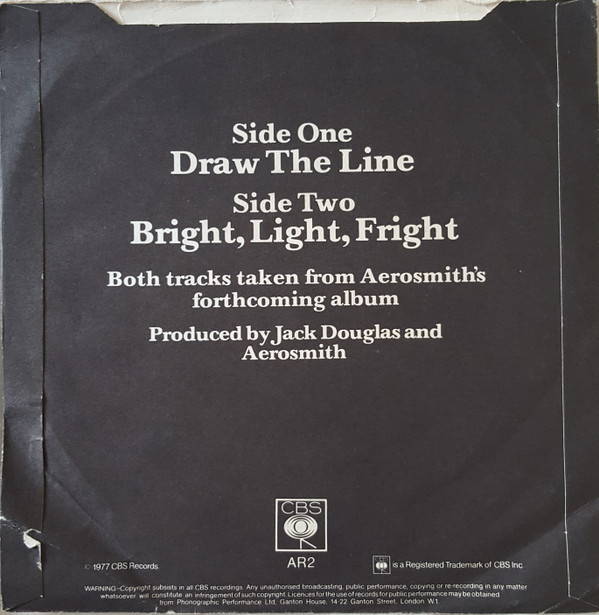 Side One
Draw The Line
Side Two
Bright, Light, Fright
Both tracks taken from Aerosmith's
forthcoming album
Produced by Jack Douglas and
Aerosmith
CBS
AR2
© 1977 CBS Records.
is a Registered Trademark of CBS Inc
WARNING–Copyright subsists in all CBS recordings. Any unauthorised broadcasting, public performance, copying or re-recording in any matter
whatsoever will constitute an infringement of such copyright. Licences for the use of records for public performance may be obtained
from Phonographic Performance Ltd. Ganton House, 14-22 Ganton Street, London W1.